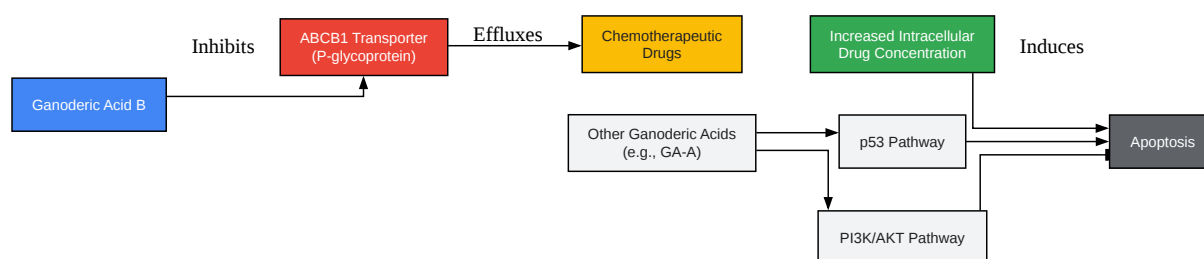 Inhibits
ABCB1 Transporter
(P-glycoprotein)
Effluxes
Chemotherapeutic
Drugs
Increased Intracellular
Drug Concentration
Induces
Ganoderic Acid B
Other Ganoderic Acids
(e.g., GA-A)
p53 Pathway
Apoptosis
PI3K/AKT Pathway